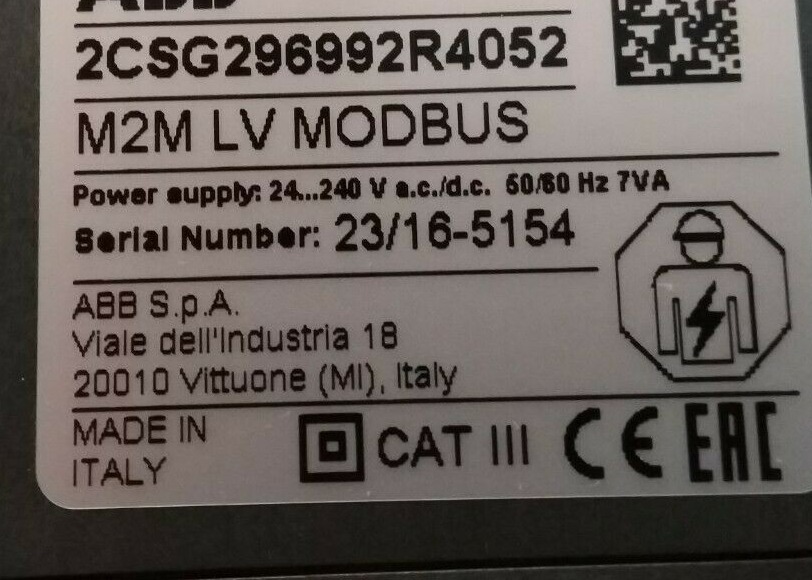 ABB
2CSG296992R4052
M2M LV MODBUS
Power supply: 24...240 V a.c./d.c. 50/60 Hz 7VA
Serial Number: 23/16-5154
ABB S.p.A.
Viale dell'Industria 18
20010 Vittuone (MI), Italy
MADE IN
ITALY
CAT III CE EAC